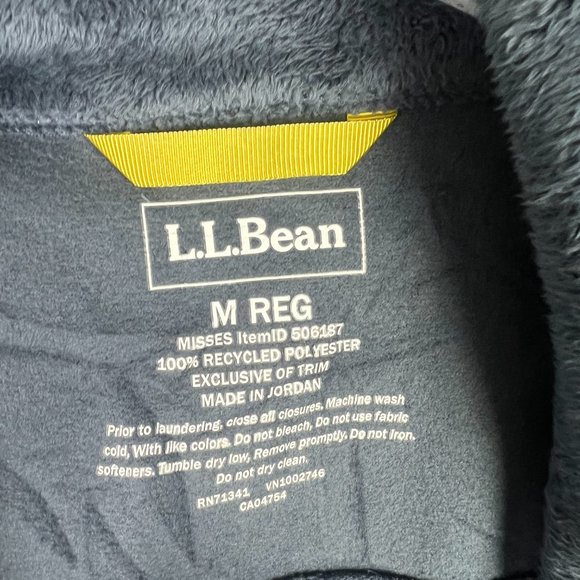 L.L.Bean
M REG
MISSES ItemID 506187
100% RECYCLED POLYESTER
EXCLUSIVE OF TRIM
MADE IN JORDAN
Prior to laundering, close all closures. Machine wash
cold, With like colors. Do not bleach, Do not use fabric
softeners. Tumble dry low, Remove promptly. Do not iron.
Do not dry clean.
RN71341 VN1002746
CA04754